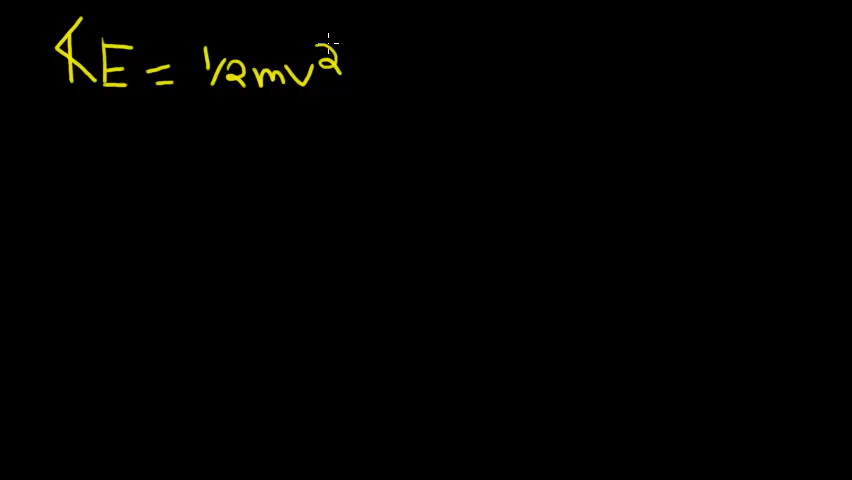 KE = 1/2mv²